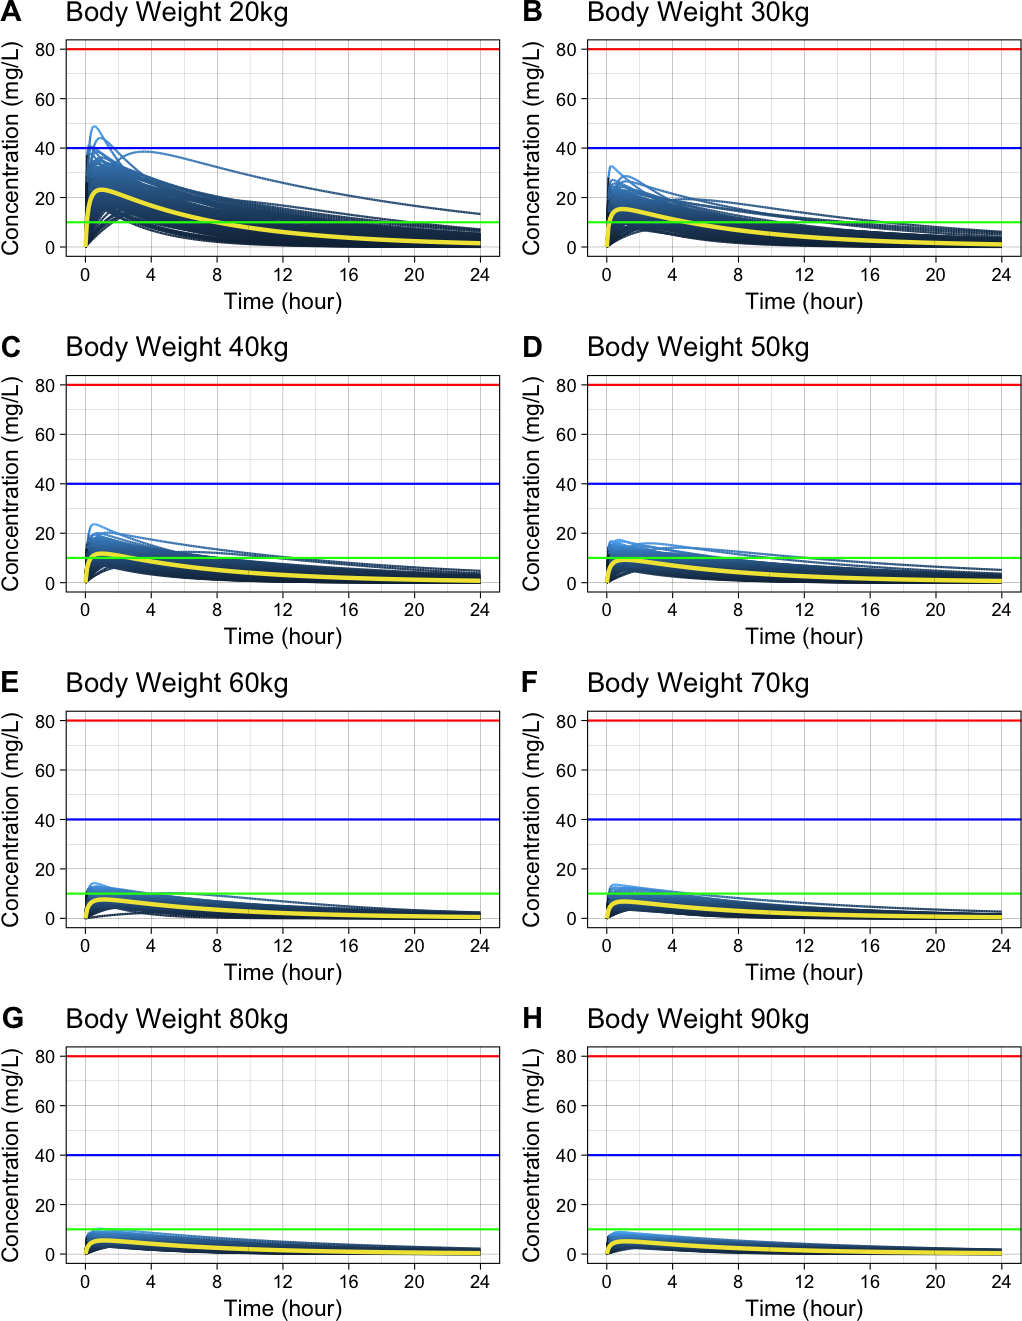 A Body Weight 20kg
Concentration (mg/L)
80
60
40
20
0
0 4 8 12 16 20 24
Time (hour)
B Body Weight 30kg
Concentration (mg/L)
80
60
40
20
0
0 4 8 12 16 20 24
Time (hour)
C Body Weight 40kg
Concentration (mg/L)
80
60
40
20
0
0 4 8 12 16 20 24
Time (hour)
D Body Weight 50kg
Concentration (mg/L)
80
60
40
20
0
0 4 8 12 16 20 24
Time (hour)
E Body Weight 60kg
Concentration (mg/L)
80
60
40
20
0
0 4 8 12 16 20 24
Time (hour)
F Body Weight 70kg
Concentration (mg/L)
80
60
40
20
0
0 4 8 12 16 20 24
Time (hour)
G Body Weight 80kg
Concentration (mg/L)
80
60
40
20
0
0 4 8 12 16 20 24
Time (hour)
H Body Weight 90kg
Concentration (mg/L)
80
60
40
20
0
0 4 8 12 16 20 24
Time (hour)